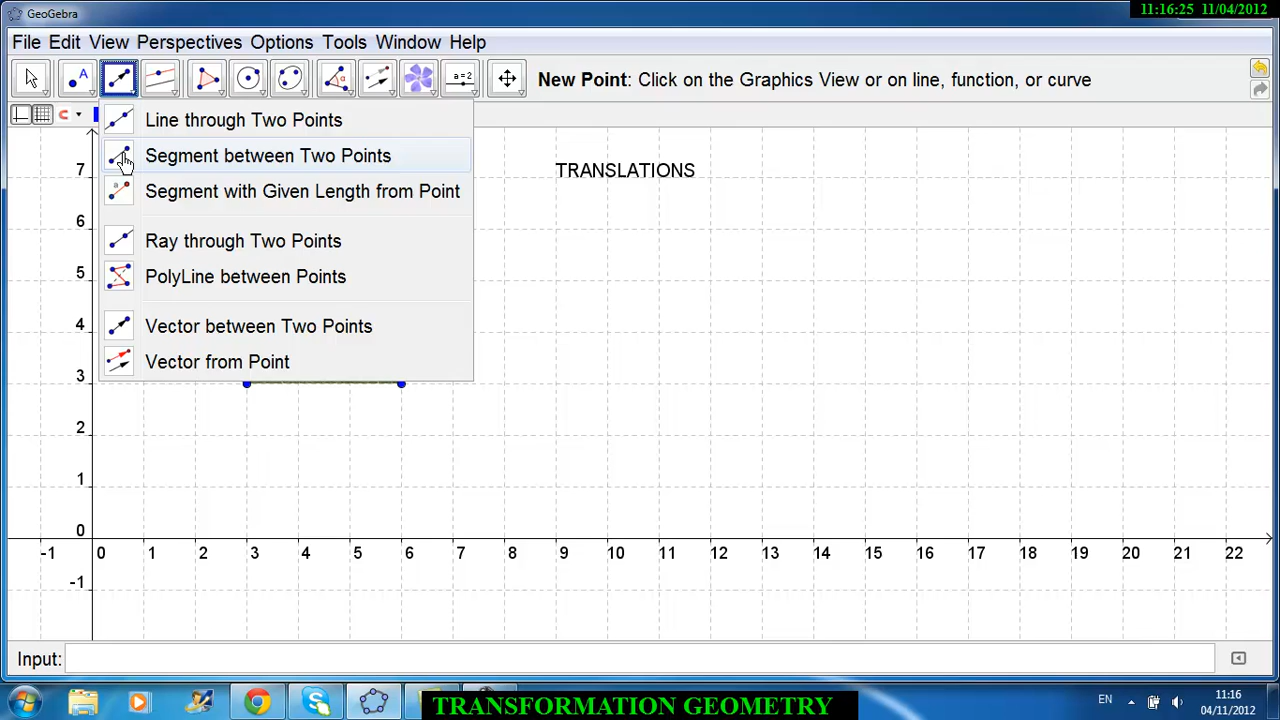 GeoGebra
11:16:25 11/04/2012
File Edit View Perspectives Options Tools Window Help
A
α
a=2
New Point: Click on the Graphics View or on line, function, or curve
Line through Two Points
Segment between Two Points
a
Segment with Given Length from Point
Ray through Two Points
PolyLine between Points
Vector between Two Points
Vector from Point
TRANSLATIONS
7
6
5
4
3
2
1
0
-1 0 1 2 3 4 5 6 7 8 9 10 11 12 13 14 15 16 17 18 19 20 21 22
-1
Input:
TRANSFORMATION GEOMETRY
EN
11:16
04/11/2012